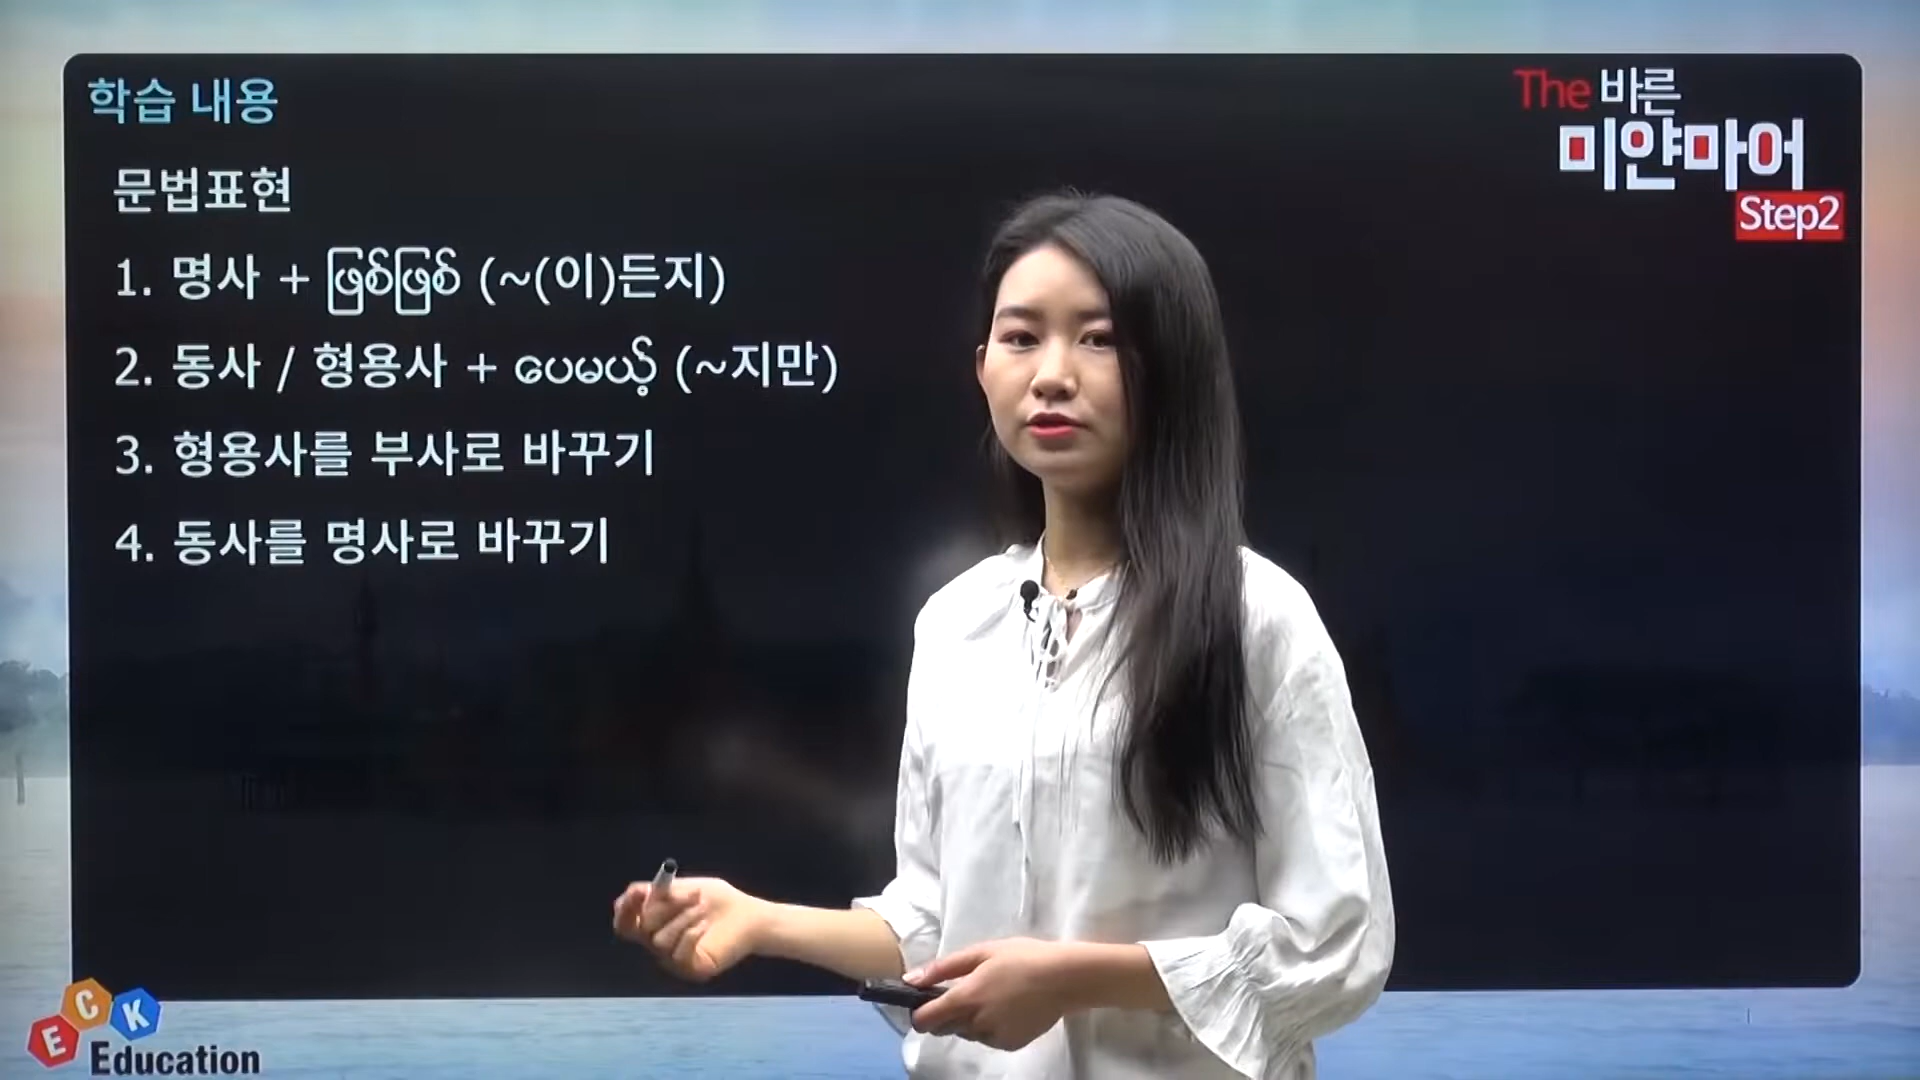 학습 내용
The 바른
미얀마어
Step2
문법표현
1. 명사 + ဖြစ်ဖြစ် (~(이)든지)
2. 동사 / 형용사 + ပေမယ့် (~지만)
3. 형용사를 부사로 바꾸기
4. 동사를 명사로 바꾸기
ECK
Education